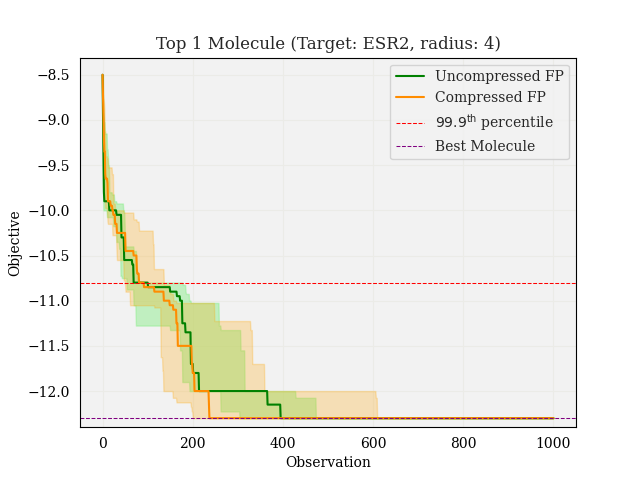 Top 1 Molecule (Target: ESR2, radius: 4)
Uncompressed FP
Compressed FP
99.9th percentile
Best Molecule
Objective
−8.5
−9.0
−9.5
−10.0
−10.5
−11.0
−11.5
−12.0
0 200 400 600 800 1000
Observation